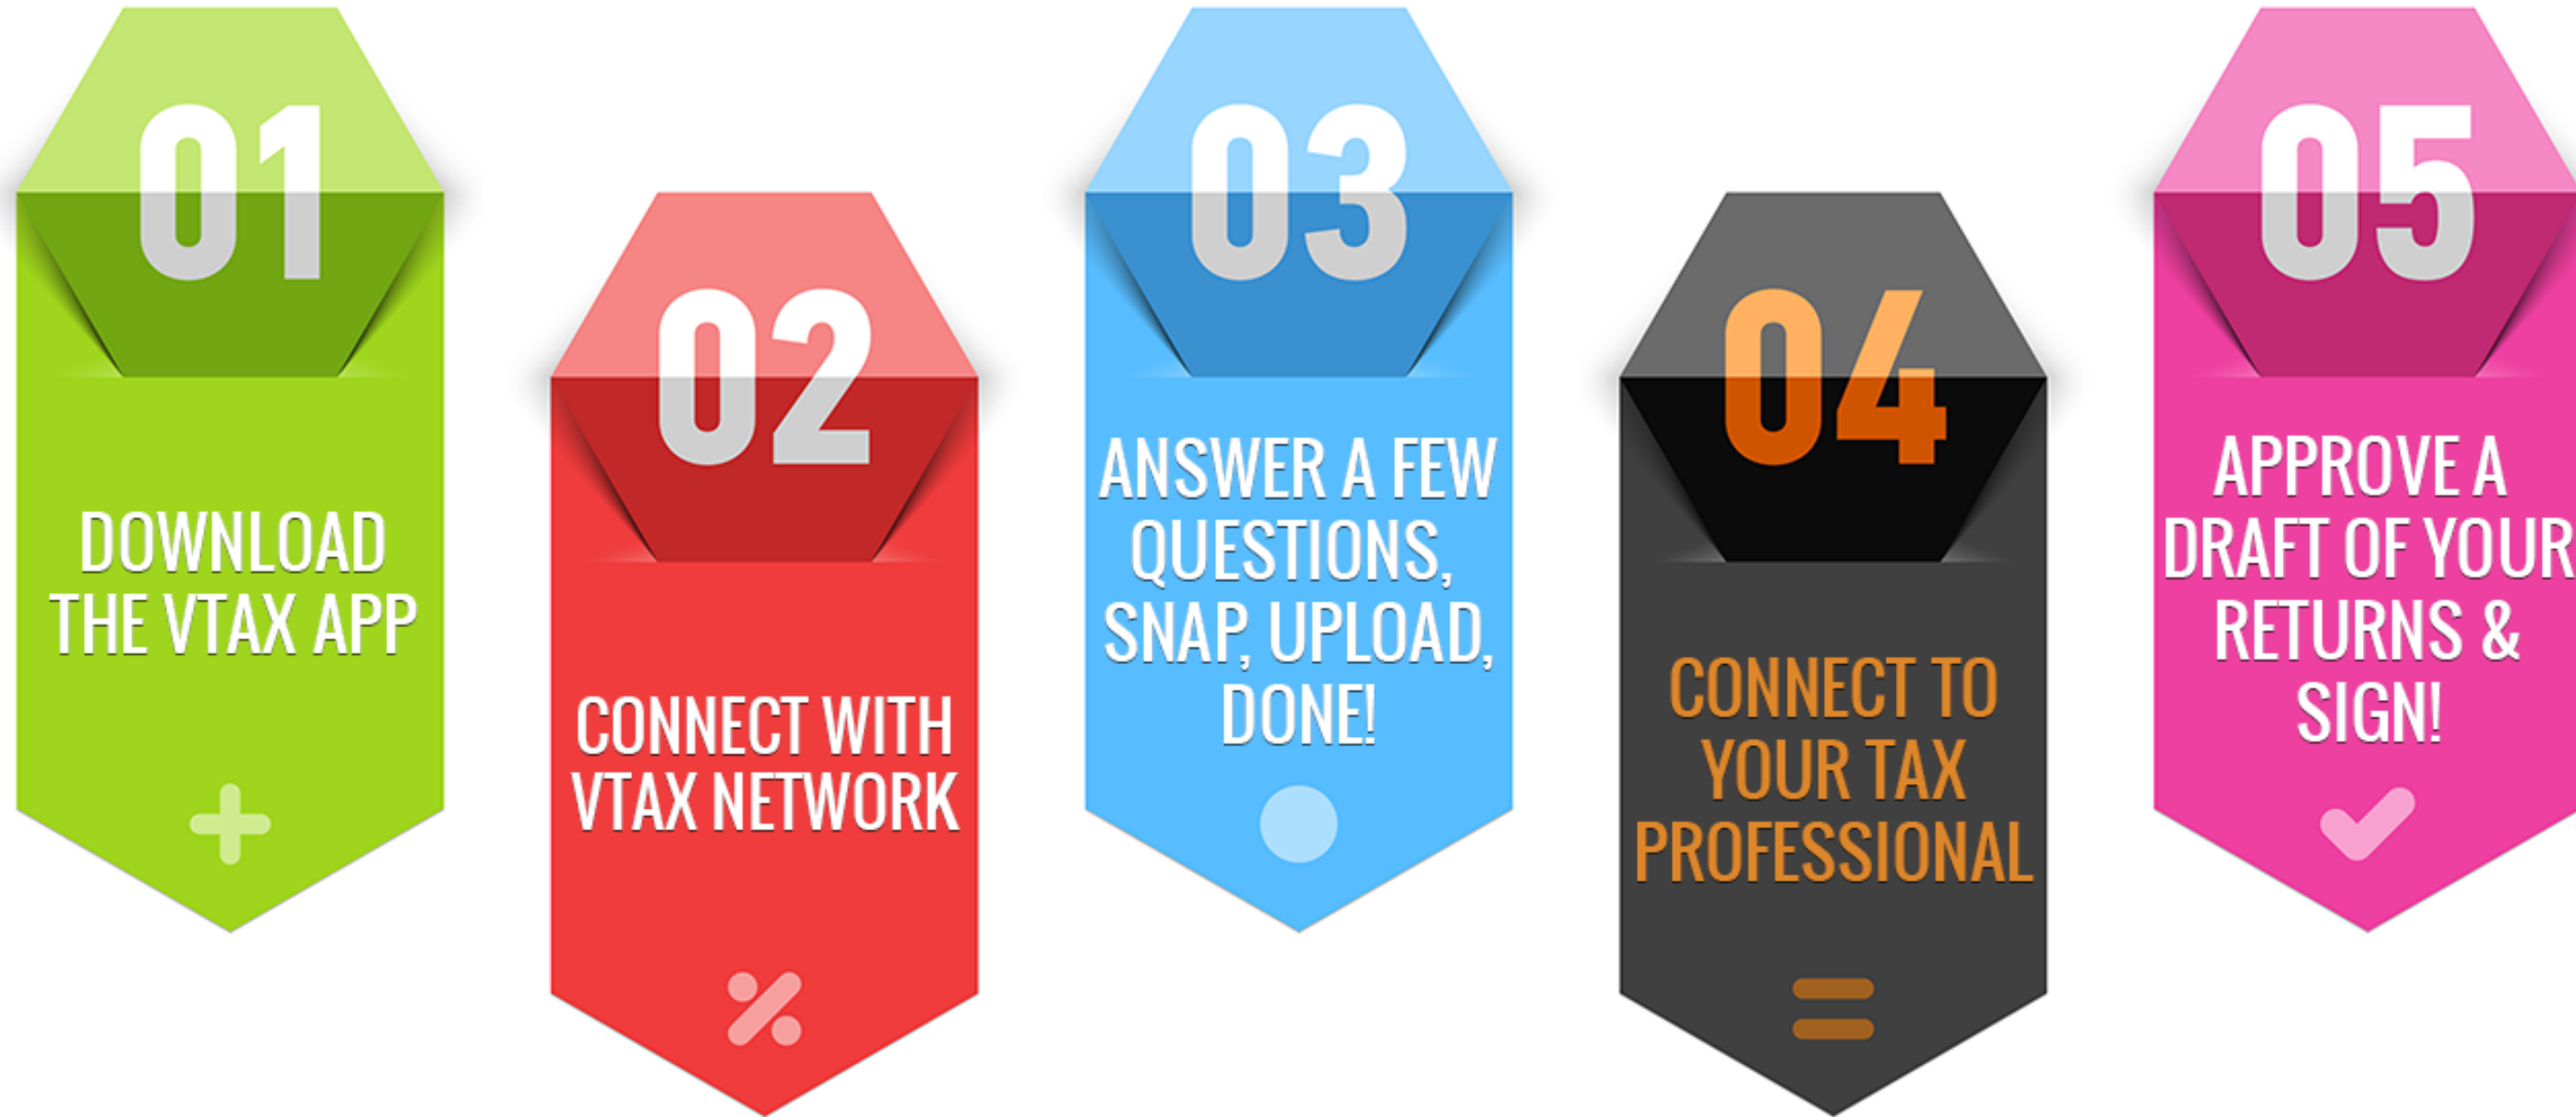 01
DOWNLOAD
THE VTAX APP
02
CONNECT WITH
VTAX NETWORK
03
ANSWER A FEW
QUESTIONS,
SNAP, UPLOAD,
DONE!
04
CONNECT TO
YOUR TAX
PROFESSIONAL
05
APPROVE A
DRAFT OF YOUR
RETURNS &
SIGN!